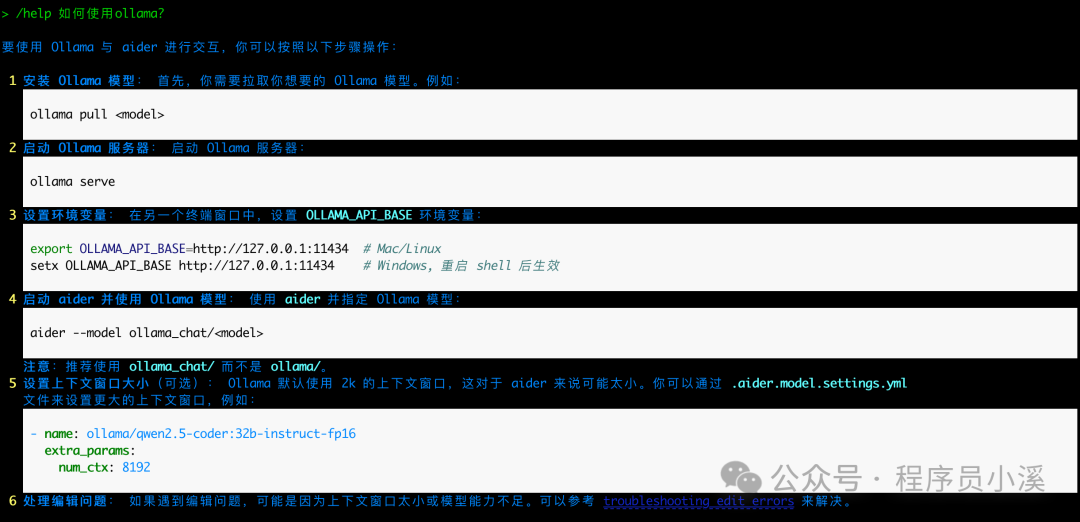 > /help 如何使用ollama?
要使用 Ollama 与 aider 进行交互，你可以按照以下步骤操作：
1 安装 Ollama 模型： 首先，你需要拉取你想要的 Ollama 模型。例如：
ollama pull <model>
2 启动 Ollama 服务器： 启动 Ollama 服务器：
ollama serve
3 设置环境变量： 在另一个终端窗口中，设置 OLLAMA_API_BASE 环境变量：
export OLLAMA_API_BASE=http://127.0.0.1:11434 # Mac/Linux
setx OLLAMA_API_BASE http://127.0.0.1:11434 # Windows, 重启 shell 后生效
4 启动 aider 并使用 Ollama 模型： 使用 aider 并指定 Ollama 模型：
aider --model ollama_chat/<model>
注意：推荐使用 ollama_chat/ 而不是 ollama/。
5 设置上下文窗口大小（可选）： Ollama 默认使用 2k 的上下文窗口，这对于 aider 来说可能太小。你可以通过 .aider.model.settings.yml
文件来设置更大的上下文窗口，例如：
- name: ollama/qwen2.5-coder:32b-instruct-fp16
extra_params:
num_ctx: 8192
6 处理编辑问题： 如果遇到编辑问题，可能是因为上下文窗口太小或模型能力不足。可以参考 troubleshooting edit errors 来解决。
公众号 · 程序员小溪